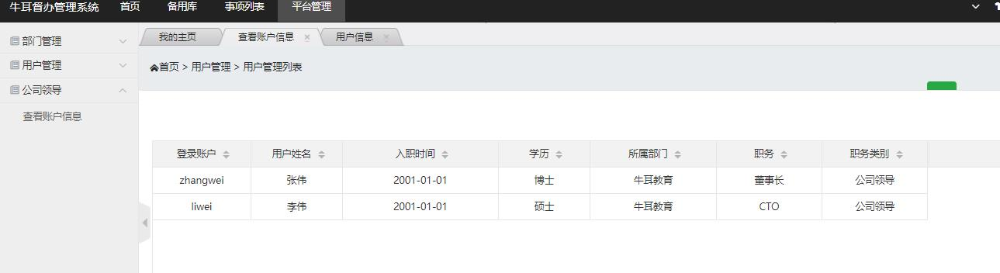 牛耳督办管理系统 首页 备用库 事项列表 平台管理
部门管理
用户管理
公司领导
查看账户信息
我的主页 查看账户信息 用户信息
首页 > 用户管理 > 用户管理列表
登录账户 用户姓名 入职时间 学历 所属部门 职务 职务类别
zhangwei 张伟 2001-01-01 博士 牛耳教育 董事长 公司领导
liwei 李伟 2001-01-01 硕士 牛耳教育 CTO 公司领导